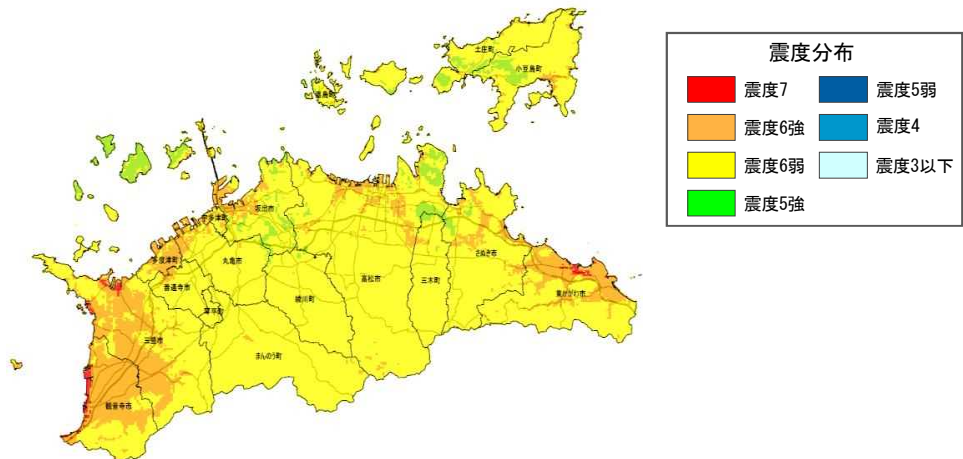 震度分布
震度7
震度6強
震度6弱
震度5強
震度5弱
震度4
震度3以下
土庄町
小豆島町
直島町
宇多津町
坂出市
多度津町
丸亀市
善通寺市
琴平町
綾川町
高松市
三木町
さぬき市
東かがわ市
三豊市
まんのう町
観音寺市